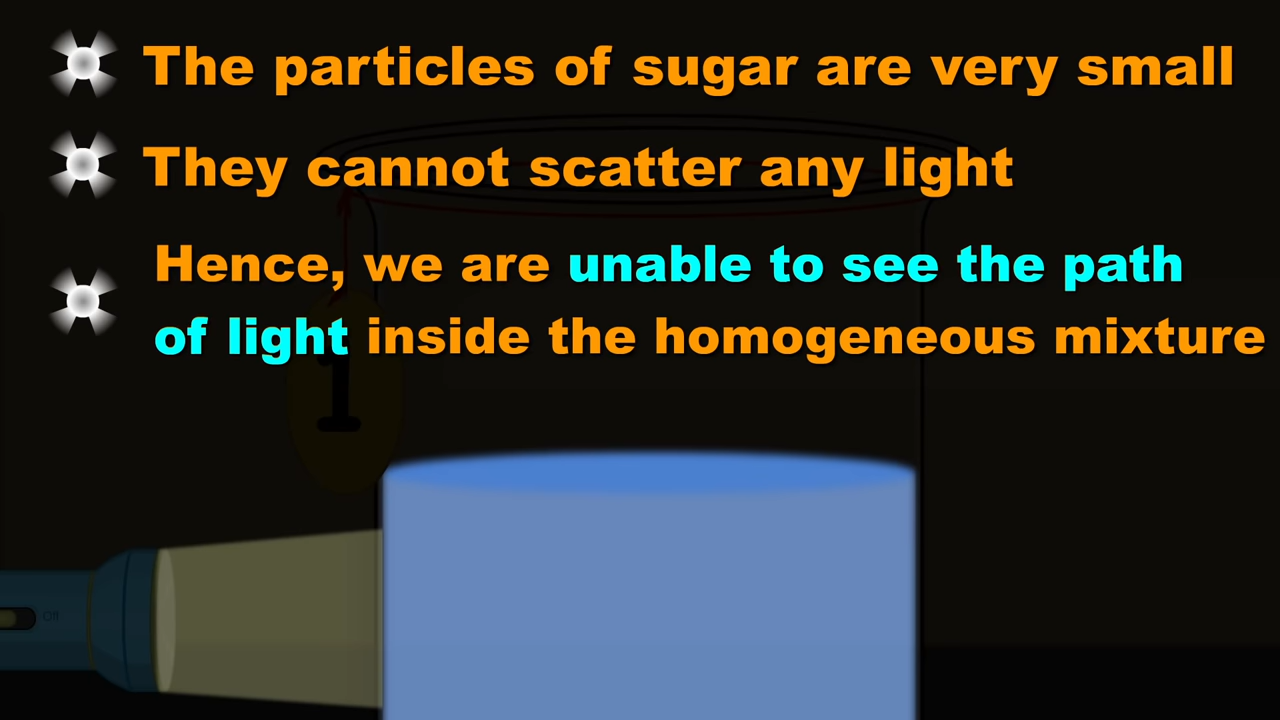 The particles of sugar are very small
They cannot scatter any light
Hence, we are unable to see the path
of light inside the homogeneous mixture
1